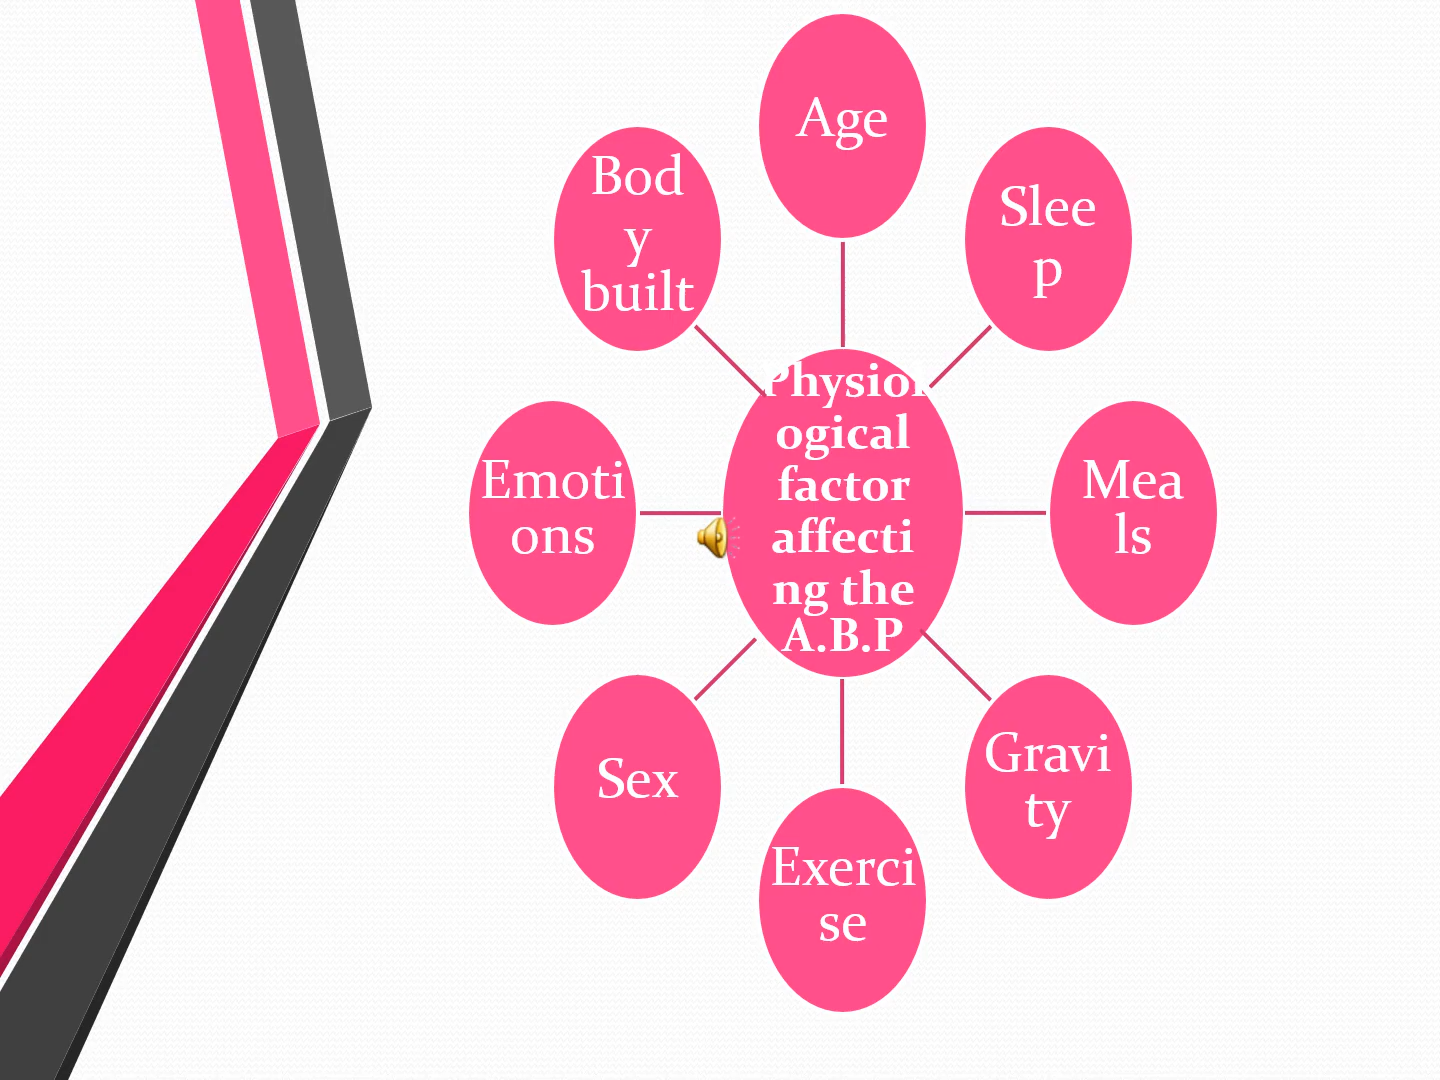 Age
Slee
p
Mea
ls
Gravi
ty
Exerci
se
Sex
Emoti
ons
Bod
y
built
Physiol
ogical
factor
affecti
ng the
A.B.P